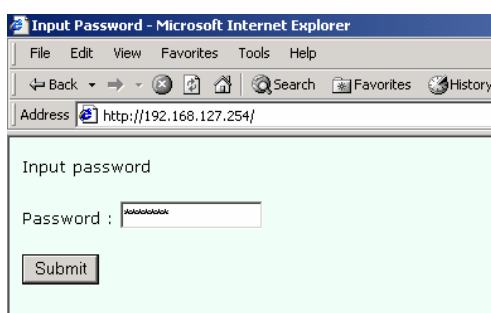 Input Password - Microsoft Internet Explorer
File Edit View Favorites Tools Help
Back Search Favorites History
Address http://192.168.127.254/
Input password
Password : ********
Submit